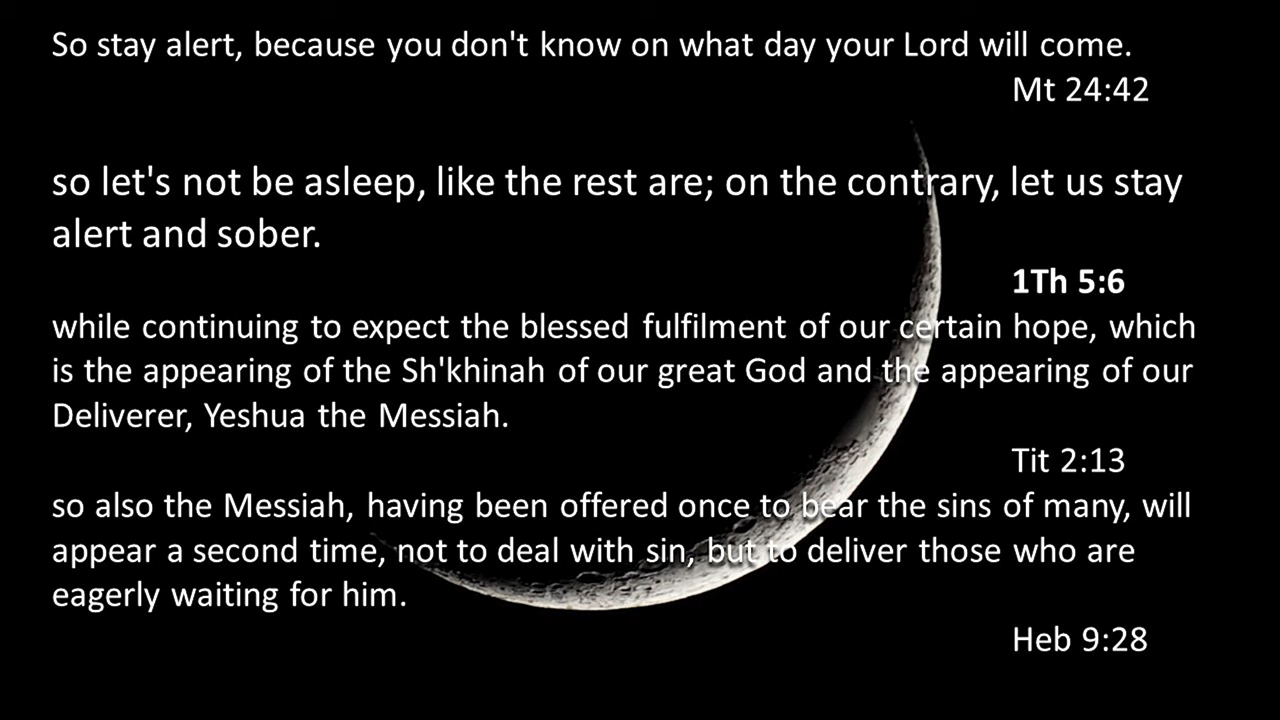 So stay alert, because you don't know on what day your Lord will come.
Mt 24:42
so let's not be asleep, like the rest are; on the contrary, let us stay
alert and sober.
1Th 5:6
while continuing to expect the blessed fulfilment of our certain hope, which
is the appearing of the Sh'khinah of our great God and the appearing of our
Deliverer, Yeshua the Messiah.
Tit 2:13
so also the Messiah, having been offered once to bear the sins of many, will
appear a second time, not to deal with sin, but to deliver those who are
eagerly waiting for him.
Heb 9:28